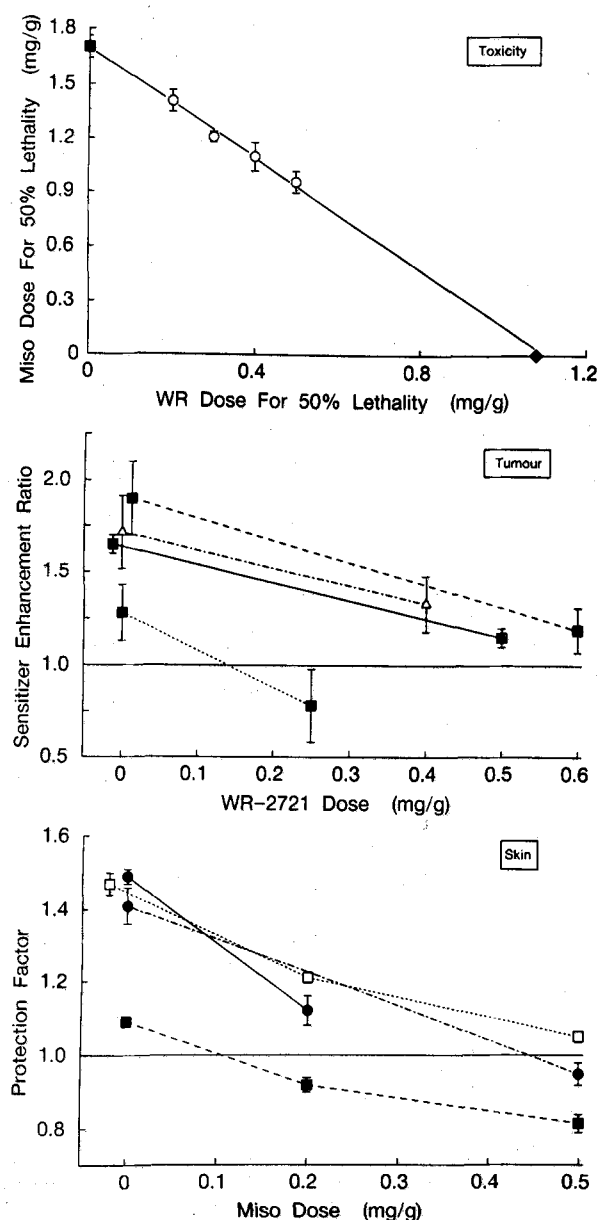 Toxicity
Miso Dose For 50% Lethality (mg/g)
1.8
1.5
1.2
0.9
0.6
0.3
0
0 0.4 0.8 1.2
WR Dose For 50% Lethality (mg/g)
Tumour
Sensitizer Enhancement Ratio
2.0
1.5
1.0
0.5
0 0.1 0.2 0.3 0.4 0.5 0.6
WR-2721 Dose (mg/g)
Skin
Protection Factor
1.6
1.4
1.2
1.0
0.8
0 0.1 0.2 0.3 0.4 0.5
Miso Dose (mg/g)